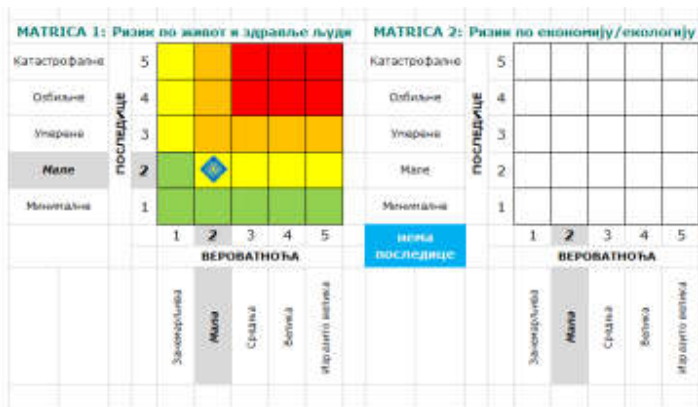 MATRICA 1: Ризик по живот и здравље људи
Катастрофалне 5
Озбиљне 4
Умерене 3
Мале 2
Минималне 1
ПОСЛЕДИЦЕ
1 2 3 4 5
ВЕРОВАТНОЋА
Занемарљива
Мала
Средња
Велика
Изразито велика
MATRICA 2: Ризик по економију/екологију
Катастрофалне 5
Озбиљне 4
Умерене 3
Мале 2
Минималне 1
ПОСЛЕДИЦЕ
нема
последице
1 2 3 4 5
ВЕРОВАТНОЋА
Занемарљива
Мала
Средња
Велика
Изразито велика